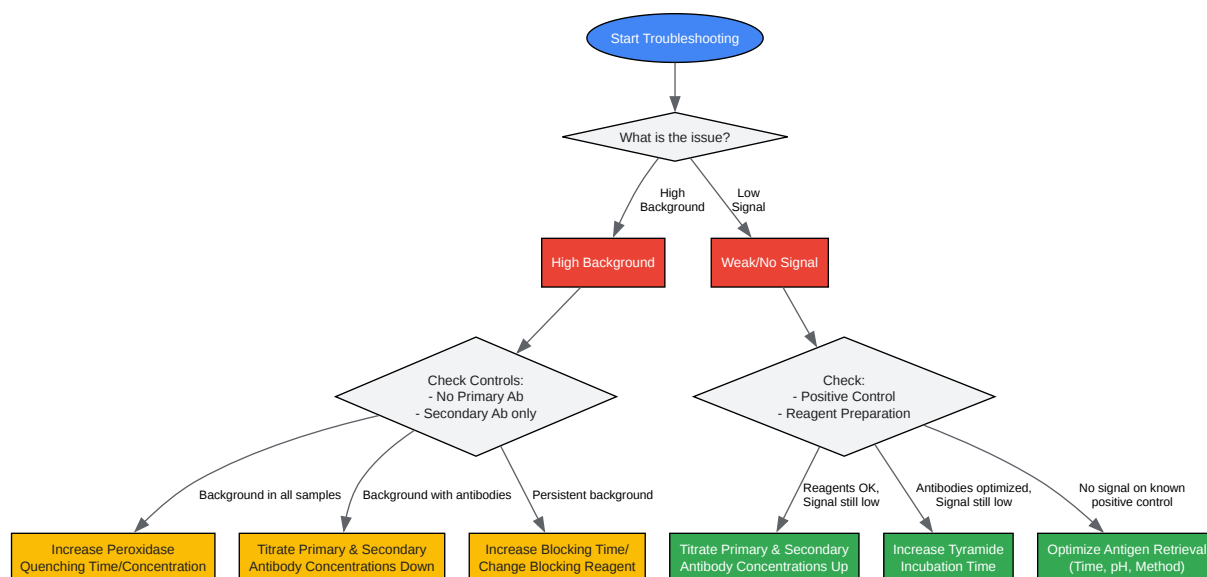 Start Troubleshooting
What is the issue?
High
Background
Low
Signal
High Background
Weak/No Signal
Check Controls:
- No Primary Ab
- Secondary Ab only
Check:
- Positive Control
- Reagent Preparation
Background in all samples
Background with antibodies
Persistent background
Reagents OK,
Signal still low
Antibodies optimized,
Signal still low
No signal on known
positive control
Increase Peroxidase
Quenching Time/Concentration
Titrate Primary & Secondary
Antibody Concentrations Down
Increase Blocking Time/
Change Blocking Reagent
Titrate Primary & Secondary
Antibody Concentrations Up
Increase Tyramide
Incubation Time
Optimize Antigen Retrieval
(Time, pH, Method)